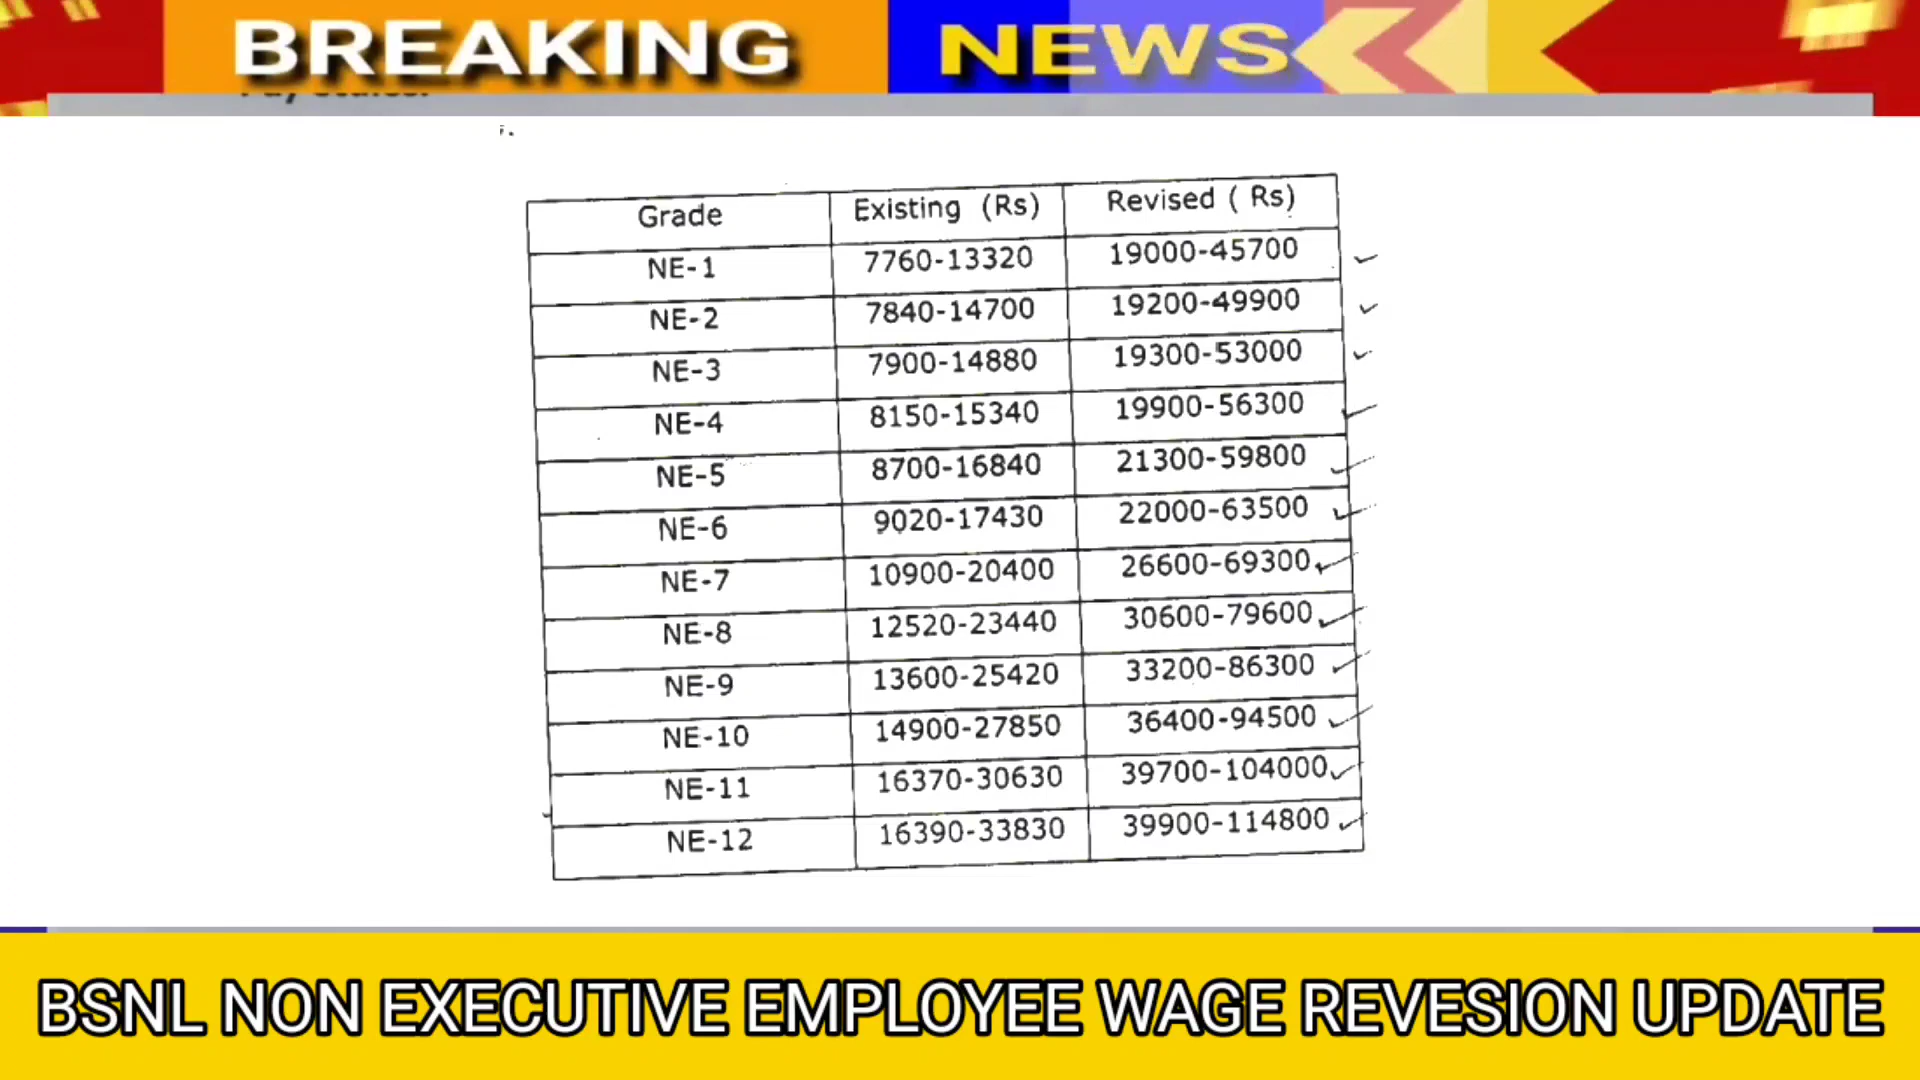 BREAKING NEWS
Grade Existing (Rs) Revised ( Rs)
NE-1 7760-13320 19000-45700
NE-2 7840-14700 19200-49900
NE-3 7900-14880 19300-53000
NE-4 8150-15340 19900-56300
NE-5 8700-16840 21300-59800
NE-6 9020-17430 22000-63500
NE-7 10900-20400 26600-69300
NE-8 12520-23440 30600-79600
NE-9 13600-25420 33200-86300
NE-10 14900-27850 36400-94500
NE-11 16370-30630 39700-104000
NE-12 16390-33830 39900-114800
BSNL NON EXECUTIVE EMPLOYEE WAGE REVESION UPDATE